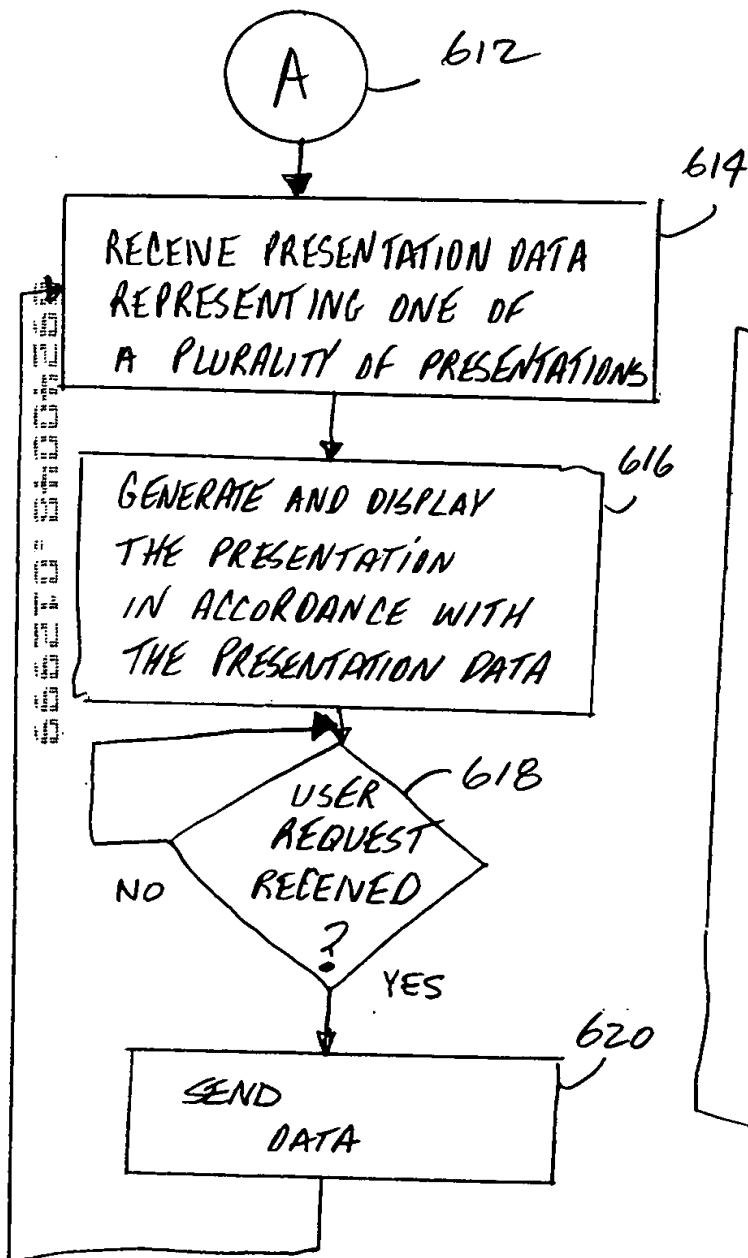 A
612
614
RECEIVE PRESENTATION DATA
REPRESENTING ONE OF
A PLURALITY OF PRESENTATIONS
616
GENERATE AND DISPLAY
THE PRESENTATION
IN ACCORDANCE WITH
THE PRESENTATION DATA
618
USER
REQUEST
RECEIVED
?
NO
YES
620
SEND
DATA